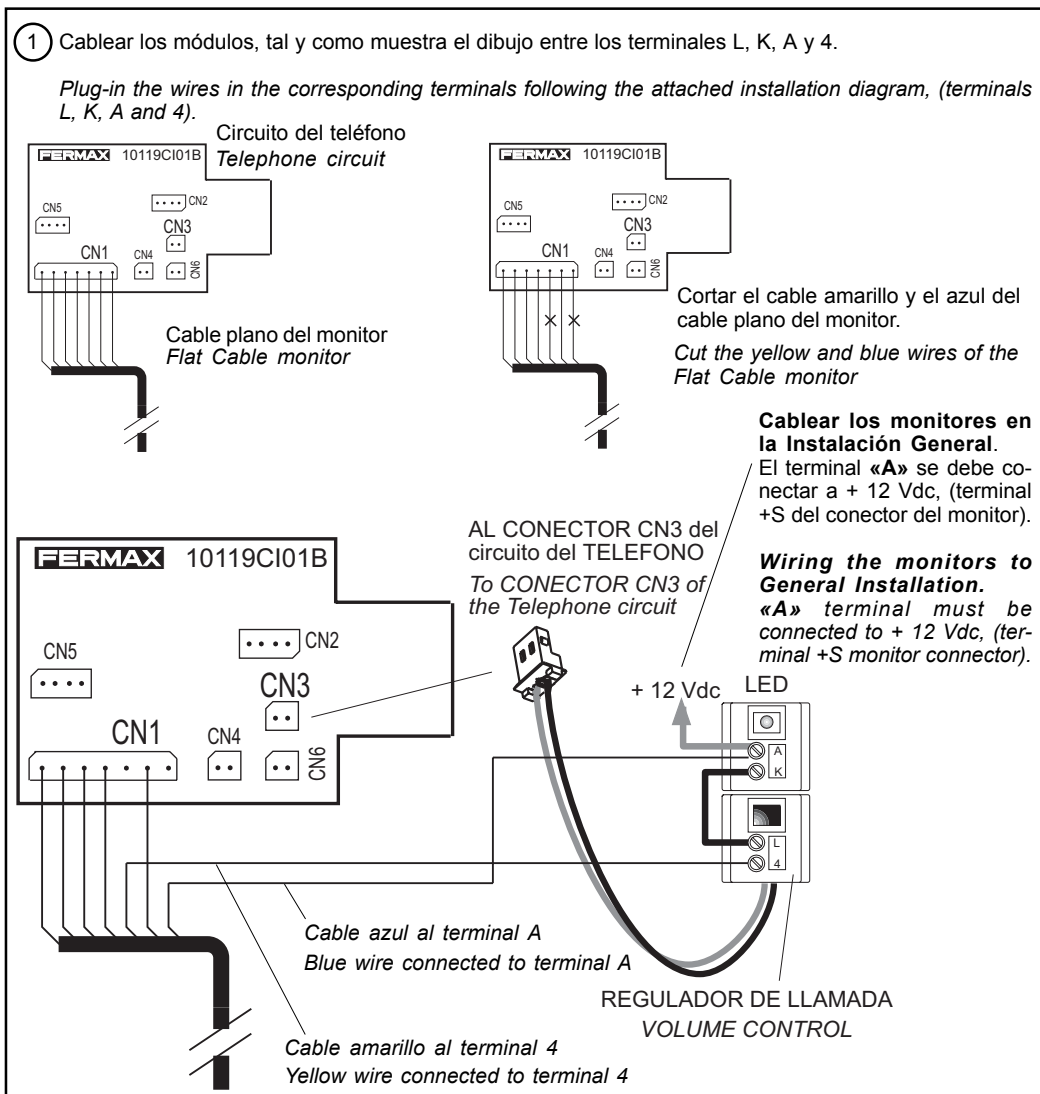 1 Cablear los módulos, tal y como muestra el dibujo entre los terminales L, K, A y 4.
Plug-in the wires in the corresponding terminals following the attached installation diagram, (terminals
L, K, A and 4).
Circuito del teléfono
Telephone circuit
FERMAX 10119CI01B
CN2
CN5
CN3
CN1
CN4
CN6
Cable plano del monitor
Flat Cable monitor
FERMAX 10119CI01B
CN2
CN5
CN3
CN1
CN4
CN6
Cortar el cable amarillo y el azul del
cable plano del monitor.
Cut the yellow and blue wires of the
Flat Cable monitor
Cablear los monitores en
la Instalación General.
El terminal «A» se debe co-
nectar a + 12 Vdc, (terminal
+S del conector del monitor).
Wiring the monitors to
General Installation.
«A» terminal must be
connected to + 12 Vdc, (ter-
minal +S monitor connector).
AL CONECTOR CN3 del
circuito del TELEFONO
To CONECTOR CN3 of
the Telephone circuit
FERMAX 10119CI01B
CN2
CN5
CN3
CN1
CN4
CN6
+ 12 Vdc
LED
A
K
L
4
Cable azul al terminal A
Blue wire connected to terminal A
REGULADOR DE LLAMADA
VOLUME CONTROL
Cable amarillo al terminal 4
Yellow wire connected to terminal 4